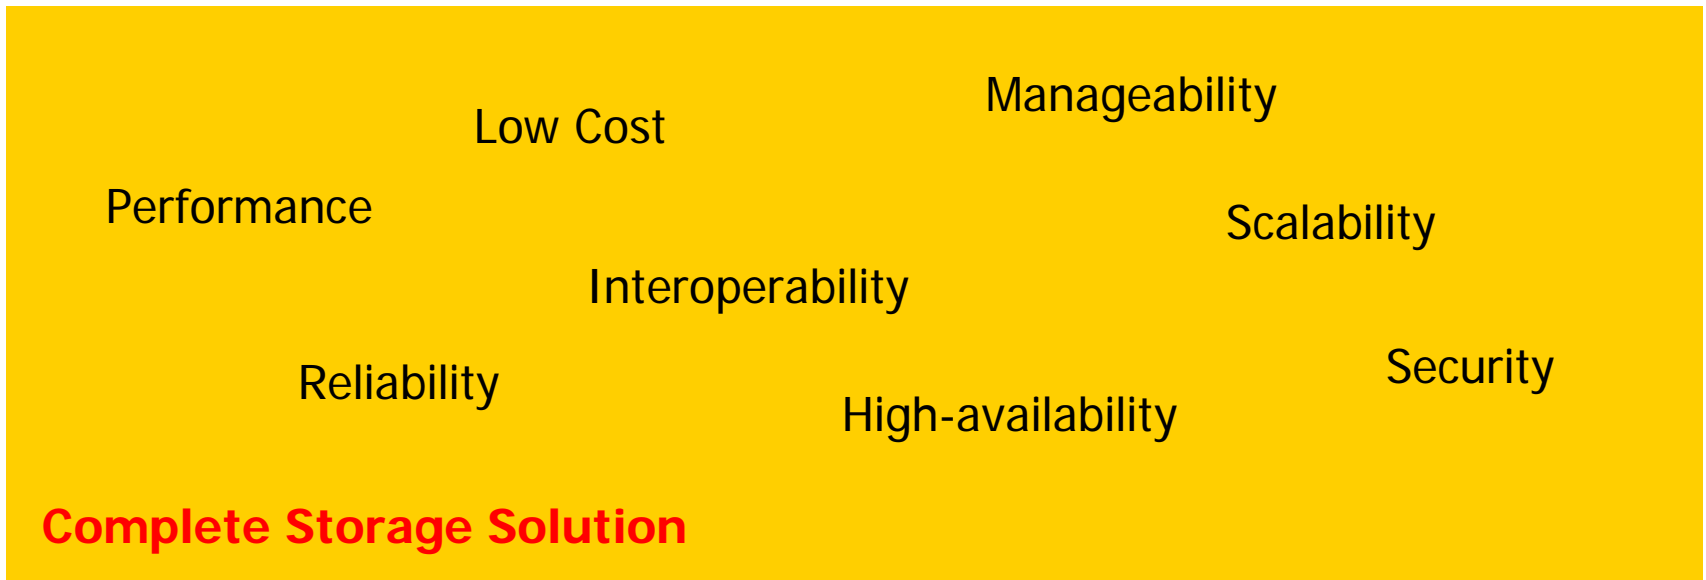 Manageability
Low Cost
Performance
Scalability
Interoperability
Security
Reliability
High-availability
Complete Storage Solution